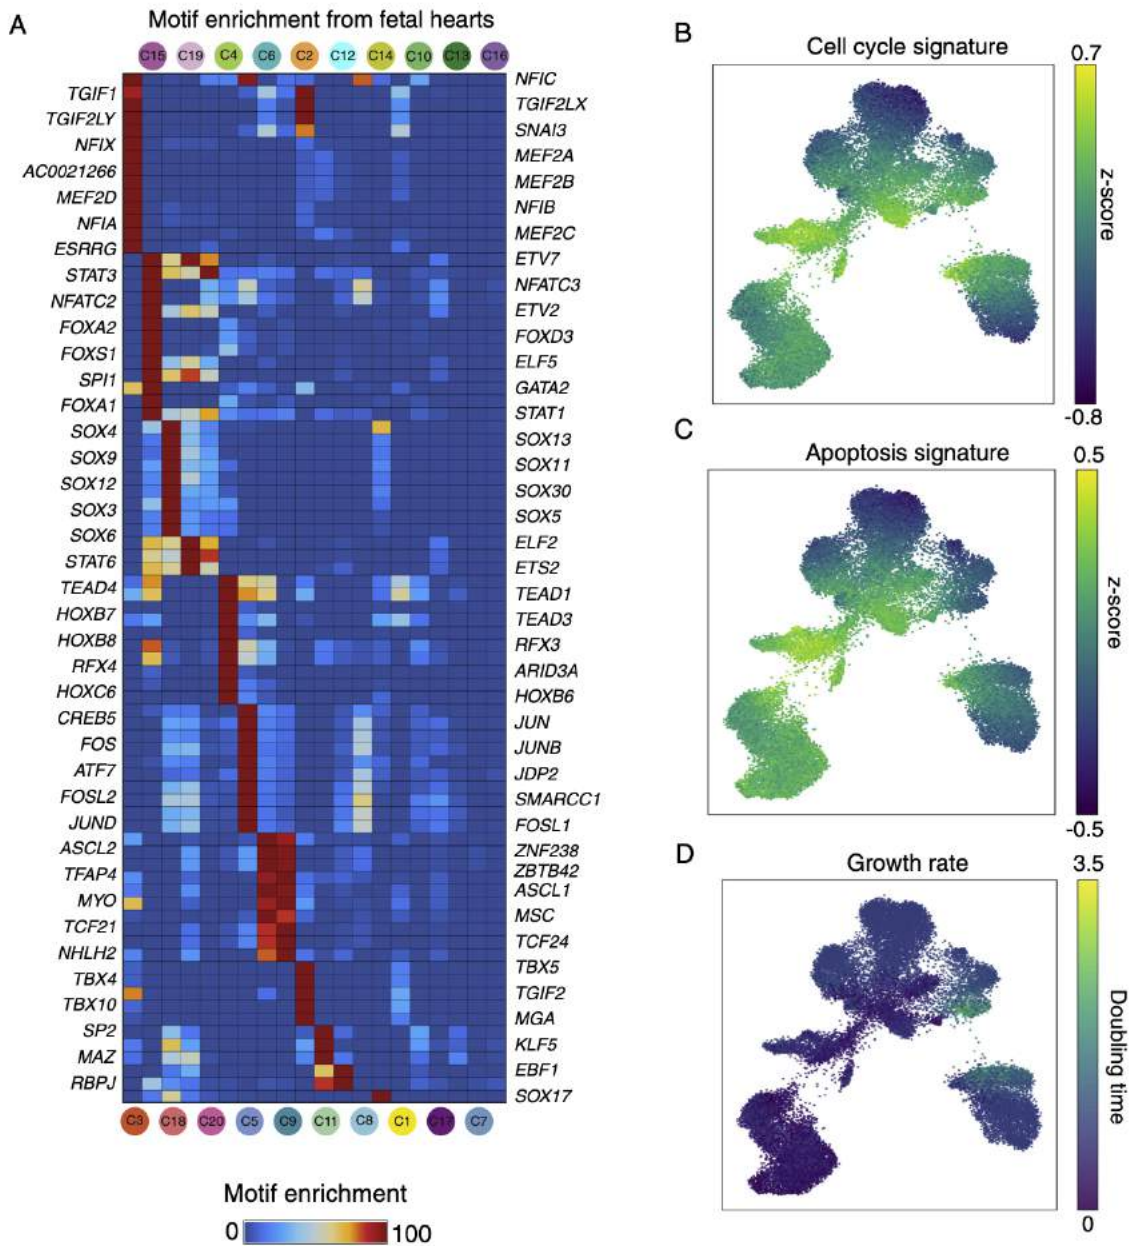 A
Motif enrichment from fetal hearts
C15 C19 C4 C6 C2 C12 C14 C10 C13 C16
NFIC
TGIF1
TGIF2LX
TGIF2LY
SNAI3
NFIX
MEF2A
AC0021266
MEF2B
MEF2D
NFIB
NFIA
MEF2C
ESRRG
ETV7
STAT3
NFATC3
NFATC2
ETV2
FOXA2
FOXD3
FOXS1
ELF5
SPI1
GATA2
FOXA1
STAT1
SOX4
SOX13
SOX9
SOX11
SOX12
SOX30
SOX3
SOX5
SOX6
ELF2
STAT6
ETS2
TEAD4
TEAD1
HOXB7
TEAD3
HOXB8
RFX3
RFX4
ARID3A
HOXC6
HOXB6
CREB5
JUN
FOS
JUNB
ATF7
JDP2
FOSL2
SMARCC1
JUND
FOSL1
ASCL2
ZNF238
TFAP4
ZBTB42
ASCL1
MYO
MSC
TCF21
TCF24
NHLH2
TBX5
TBX4
TGIF2
TBX10
MGA
SP2
KLF5
MAZ
EBF1
RBPJ
SOX17
C3 C18 C20 C5 C9 C11 C8 C1 C17 C7
Motif enrichment
0 100
B
Cell cycle signature
0.7
z-score
-0.8
C
Apoptosis signature
0.5
z-score
-0.5
D
Growth rate
3.5
Doubling time
0